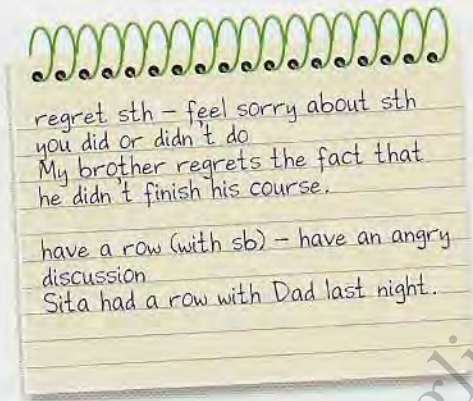 regret sth – feel sorry about sth
you did or didn't do
My brother regrets the fact that
he didn't finish his course.
have a row (with sb) – have an angry
discussion
Sita had a row with Dad last night.